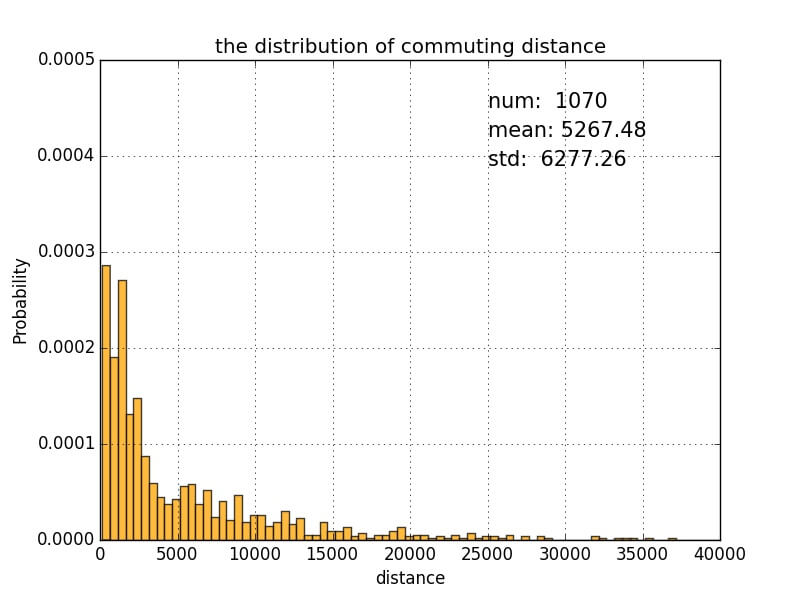 the distribution of commuting distance
0.0005
num: 1070
mean: 5267.48
0.0004
std: 6277.26
0.0003
Probability
0.0002
0.0001
0.0000
0 5000 10000 15000 20000 25000 30000 35000 40000
distance